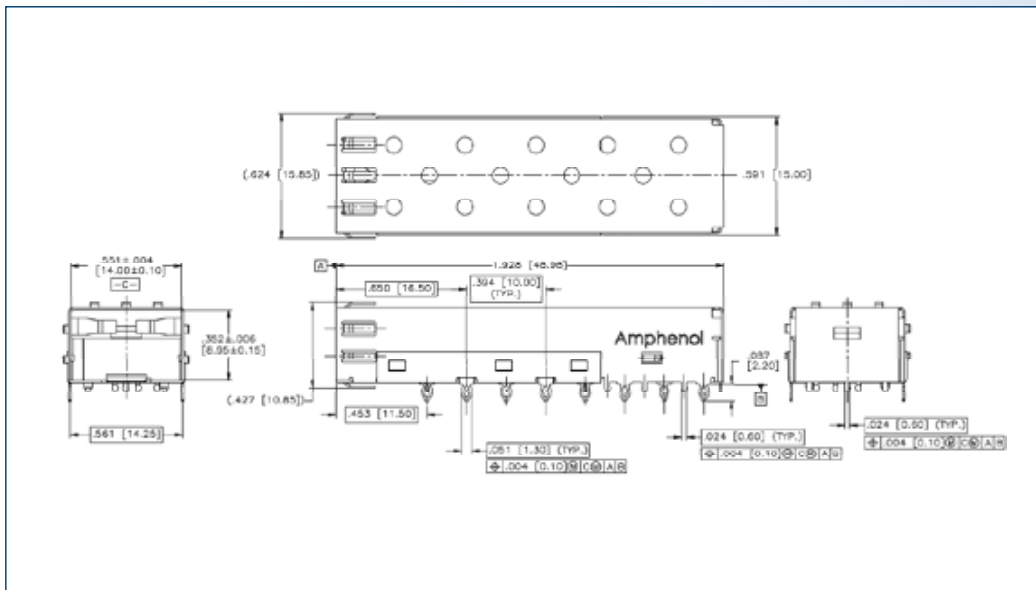 (.624 [15.85])
.591 [15.00]
.551±.004
[14.00±0.10]
-C-
A
1.928 [48.98]
.650 [16.50]
.394 [10.00]
(TYP.)
.352±.006
[8.95±0.15]
Amphenol
.087
[2.20]
B
(.427 [10.85])
.453 [11.50]
.561 [14.25]
.051 [1.30] (TYP.)
⌖ .004 [0.10]Ⓜ C Ⓜ A B
.024 [0.60] (TYP.)
⌖ .004 [0.10]Ⓜ C Ⓜ A B
.024 [0.60] (TYP.)
⌖ .004 [0.10]Ⓜ C Ⓜ A B